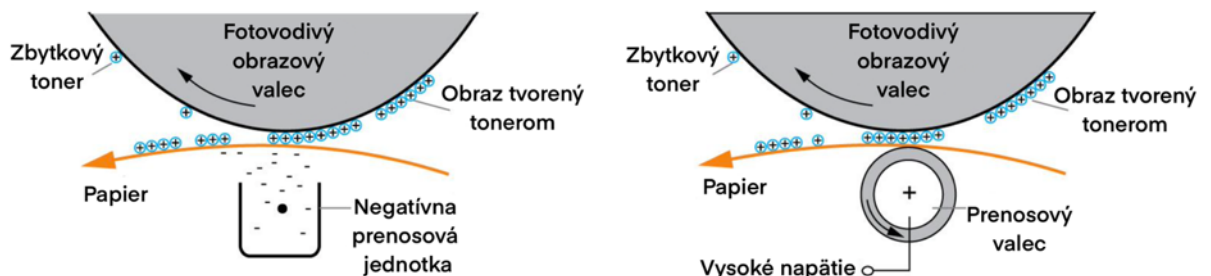 Zbytkový
toner
Fotovodivý
obrazový
valec
Obraz tvorený
tonerom
Papier
Negatívna
prenosová
jednotka
Zbytkový
toner
Fotovodivý
obrazový
valec
Obraz tvorený
tonerom
Papier
Prenosový
valec
Vysoké napätie